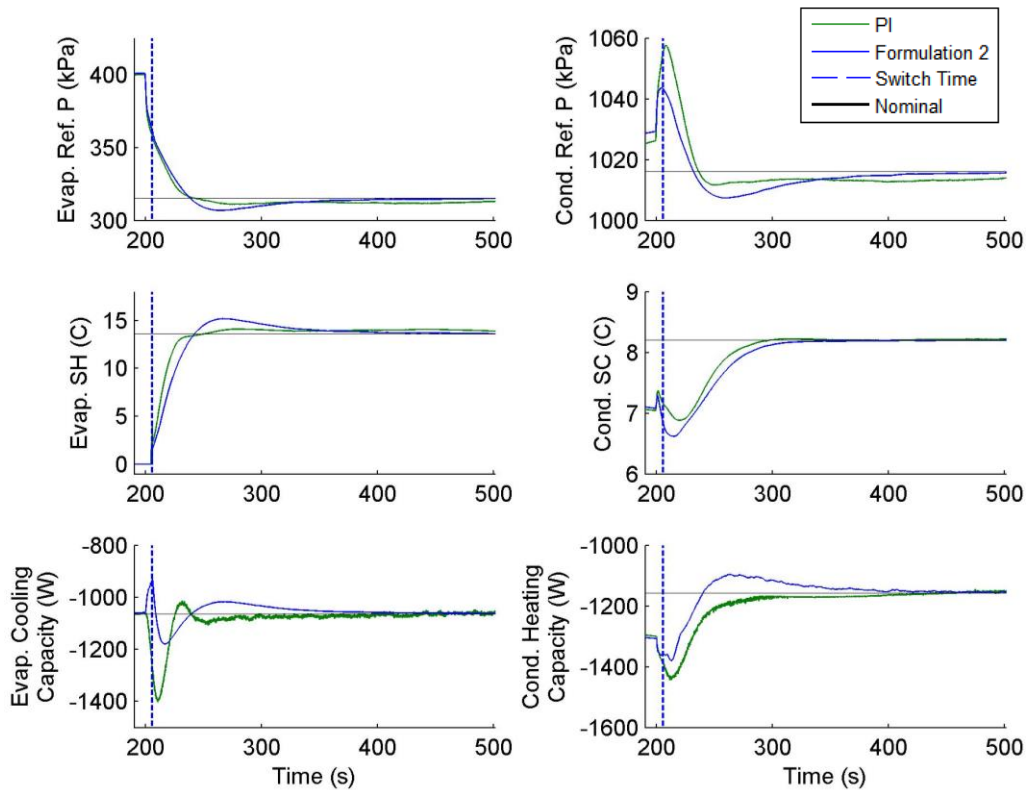 PI
Formulation 2
Switch Time
Nominal
Evap. Ref. P (kPa)
400
350
300
200 300 400 500
Cond. Ref. P (kPa)
1060
1040
1020
1000
200 300 400 500
Evap. SH (C)
15
10
5
0
200 300 400 500
Cond. SC (C)
9
8
7
6
200 300 400 500
Evap. Cooling
Capacity (W)
-800
-1000
-1200
-1400
200 300 400 500
Time (s)
Cond. Heating
Capacity (W)
-1000
-1200
-1400
-1600
200 300 400 500
Time (s)